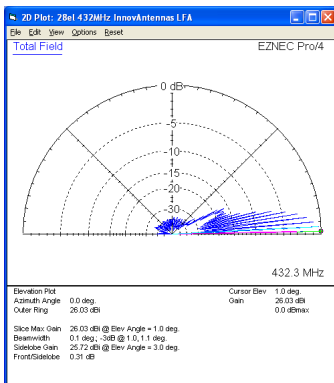 2D Plot: 28el 432MHz InnovAntennas LFA
File Edit View Options Reset
Total Field
EZNEC Pro/4
0 dB
-5
-10
-15
-20
-30
432.3 MHz
Elevation Plot
Cursor Elev 1.0 deg.
Azimuth Angle 0.0 deg.
Gain 26.03 dBi
Outer Ring 26.03 dBi
0.0 dBmax
Slice Max Gain 26.03 dBi @ Elev Angle = 1.0 deg.
Beamwidth 0.1 deg.; -3dB @ 1.0, 1.1 deg.
Sidelobe Gain 25.72 dBi @ Elev Angle = 3.0 deg.
Front/Sidelobe 0.31 dB